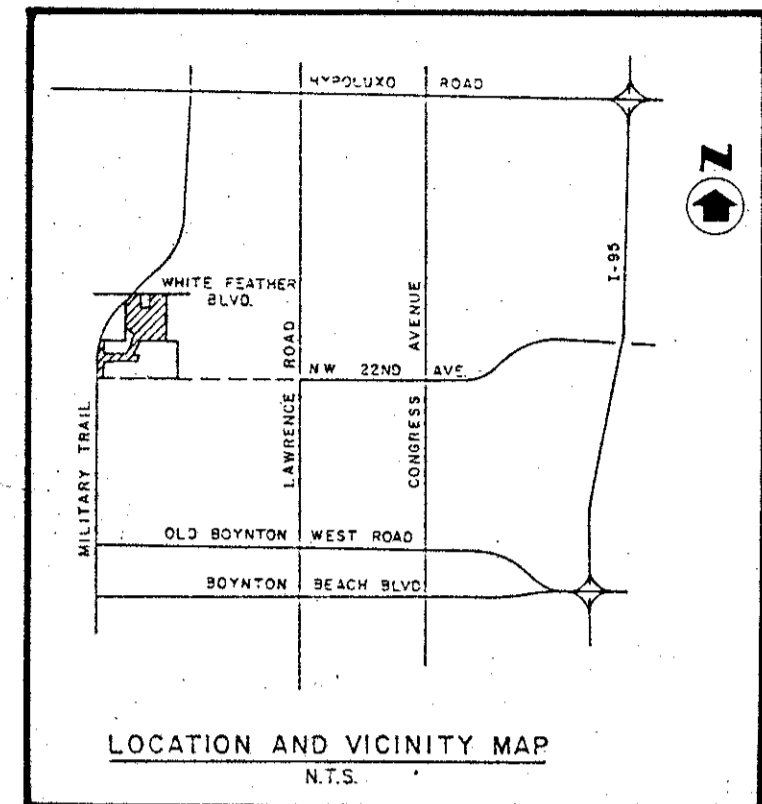 HYPOLUXO ROAD
N
I-95
WHITE FEATHER
BLVD.
CONGRESS AVENUE
LAWRENCE ROAD
NW 22ND AVE.
MILITARY TRAIL
OLD BOYNTON WEST ROAD
BOYNTON BEACH BLVD
LOCATION AND VICINITY MAP
N.T.S.